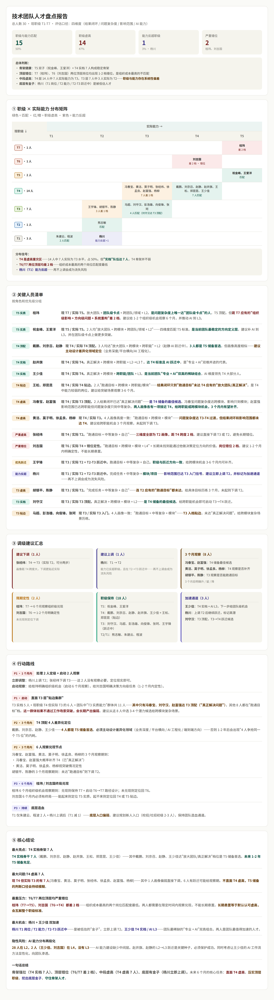 技术团队人才盘点报告
总人数 30 · 现职级 T1-T7 · 评估口径：四维度（结果闭环 / 问题复杂度 / 影响范围 / AI 能力）
职级与能力匹配
15
50%
职级虚高
14
47%
能力反超职级
1
3% · 杨川
严重错位
2
桂玮、刘吉国
总体判断：
· 骨架健康：T5 双子（祝金峰、王爱洋）+ T4 实档 7 人构成稳定骨架
· 顶层错位：T7（桂玮）、T6（刘吉国）两位顶层岗位均出现 1-2 档错位，是组织成本最高的不匹配
· 中段虚高：T4 层 14 人中 7 人实际能力为 T3，T3 层 7 人中 3 人实际为 T2——职级与能力存在系统性偏差
· 底层有金子：杨川（T1 岗位 / T2 能力 / T2-T3 跃迁中）是被低估人才
① 职级 × 实际能力 分布矩阵
绿色 = 匹配 · 红/橙 = 职级虚高 · 紫色 = 能力反超
现职级 ↓
实际能力 →
T1 T2 T3 T4 T5
T7 · 1 人
桂玮
差 2 档
T6 · 1 人
刘吉国
差 2 档 · 错位
T5 · 2 人
祝金峰、王爱洋
匹配
T4 · 14 人
冯春宝、黄洁、莫子明、张经纬、徐
孟良、赵富强、杨柳
7 人差 1 档
戴鹏、刘京召、赵静、赵井旗、王
松、郑昆昆、王少佳
7 人匹配
T3 · 7 人
王宇锋、胡银平、陈静
3 人差 1 档
马超、刘守汉、彭浩雄、向俊锋、张
珂
4 人匹配（刘守汉达 T3 顶配）
T2 · 1 人
熊志敏
匹配
T1 · 3 人
朱建云、程波
2 人匹配
杨川
能力反超 +1
分布信号：
· T4 是虚高重灾区——14 人中 7 人实际为 T3 水平，占 50%。但"实档"队伍达 7 人，T4 骨架并不弱
· T6/T7 两位顶层均差 2 档——组织成本最高的两个岗位匹配度最低
· 杨川（T1）能力反超——再不上调会成为流失风险
② 关键人员清单
按角色和优先级分组
T5 实质
桂玮
现 T7 / 实际 T5。放大团队 + 团队级卡点 + 跨团队/领域 + L2。是问题复杂度上唯一达"团队级卡点"的人，T5 顶配。但距 T7 应有的"组织
级影响 + 方向级问题 + 系统重构"差 2 档。建议给 1-2 个组织级机会观察 6 个月，并推动 AI 到 L3。
T5 实质
祝金峰、王爱洋
现 T5 / 实际 T5。2 人均"放大团队 + 跨模块 + 跨团队/领域 + L2"——四维度匹配 T5 标准。是当前团队最稳定的方向定义层。建议补 AI 到
L3，并在团队级卡点上做更多突破。
T4 顶配
戴鹏、刘京召、赵静
现 T4 / 实际 T4 顶配。3 人均达"放大团队 + 跨模块 + 跨职能" + L2（赵静 AI 跃迁中）。3 人都是 T5 储备首选，但画像高度相似——建议
主动设计差异化领域定位（业务深度/平台横向/AI 工程化）。
T4 实档
赵井旗
现 T4 / 实际 T4。真正解决 + 跨模块 + 跨职能 + L2→L3↑。达 T4 标准且 AI 跃迁中，是"专业 + AI"双维并进的代表。
T4 实档
王少佳
现 T4 / 实际 T4。真正解决 + 跨模块 + 跨职能/团队 + L3。是当前团队"专业 + AI"双高的稀缺组合，AI 维度领先 T4 大部分人。
T4 贴边
王松、郑昆昆
现 T4 / 实际 T4 贴边。2 人"跑通目标 + 跨模块 + 跨职能/模块"——结果闭环只到"跑通目标"未达 T4 应有的"放大团队/真正解决"。是 T4
中能力较弱的两位，建议给突破场景观察 3-6 个月。
T4 虚高
冯春宝、赵富强
现 T4 / 实际 T3 顶配。2 人结果闭环已达"真正解决问题"——是 T4 储备的最佳候选。冯春宝问题复杂度达跨模块、影响只到模块；赵富强
影响范围已达跨职能但问题复杂度只到中等复杂。两人画像各有一项接近 T4，给跨职能或跨模块机会，3 个月内有望补齐。
T4 虚高
黄洁、莫子明、徐孟良、杨柳
现 T4 / 实际 T3。4 人画像高度一致："跑通目标 + 跨模块 + 模块"——问题复杂度达 T3-T4 过渡，但结果闭环和影响范围都未
达 T4。建议给跨职能机会 3 个月观察，未起则下调 T3。
严重虚高
张经纬
现 T4 / 实际 T2。"跑通目标 + 中等复杂 + 自己"——三维度全部为 T2 画像，距 T4 跨度 2 档。建议直接下调 T3 或 T2，避免长期错位。
严重错位
刘吉国
现 T6 / 实际 T4 + 错位定性。"跑通目标 + 跨模块 + 模块 + L4" + 长期未找到能通过他做决策定位方向的价值。岗位错位 2 档。建议 1-2 个月
内明确定性，不能长期悬置。
优先跃迁
王宇锋
现 T3 / 实际 T2 + T2-T3 跃迁中。跑通目标 + 中等复杂 + 自己。职级与跃迁方向一致，给跨模块机会 3-6 个月内可补齐。
能力反超
杨川
现 T1 / 实际 T2 + T2-T3 跃迁中。完成任务 + 中等复杂 + 模块/项目——影响范围已达 T3 入门信号。建议立即上调 T2，并标记为加速通道
——再不上调会成为流失风险。
T3 虚高
胡银平、陈静
现 T3 / 实际 T2。"完成任务 + 中等复杂 + 自己"——连 T2 应有的"跑通目标"都未达。给具体目标历练 3 个月，未起则下调 T2。
T3 实档
刘守汉
现 T3 / 实际 T3 顶配。真正解决 + 跨模块 + 模块 + L2——是 T4 储备的最佳候选。给跨职能机会即可启动 T3→T4 跃迁。
T3 贴边
马超、彭浩雄、向俊锋、张珂
现 T3 / 实际 T3 入门。4 人画像一致："跑通目标 + 中等复杂 + 模块"——T3 入档贴边，未达"真正解决问题"。给跨模块复杂场
景历练。
③ 调级建议汇总
建议下调（1 人）
张经纬：T4 → T3（实际 T2，可分两步）
画像距 T4 跨度大，下调更贴近实际
建议上调（1 人）
杨川：T1 → T2
能力已反超职级，且在 T2→T3 跃迁中——再不上调会成为
流失风险
3 个月观察（8 人）
冯春宝、赵富强：T4 储备最佳候选
黄洁、莫子明、徐孟良、杨柳：T4 观察是否补齐
胡银平、陈静：T3 观察是否能跑通目标
3 个月后明确升 / 留 / 降
限期定性（2 人）
桂玮：T7 → 6 个月观察组织级兑现
刘吉国：T6 → 1-2 个月明确定性
未兑现则定位下调
职级保持（18 人）
T5：祝金峰、王爱洋
T4：戴鹏、刘京召、赵静、赵井旗、王少佳 + 王松、
郑昆昆（贴边）
T3：刘守汉、马超、彭浩雄、向俊锋、张珂、王宇锋
（跃迁中）
T2/T1：熊志敏、朱建云、程波
加速通道（3 人）
王少佳：T4 实档 + AI L3，下一步给团队级机会
杨川：上调 T2 后继续跃迁，标记高潜
刘守汉：T3 顶配，T3→T4 跃迁候选
④ 行动路线
P1 · 1 个月内 处理 2 人定级 + 启动 2 人观察
立即调整：杨川上调 T2；张经纬下调 T3——这 2 人没有观察必要，定位现实即可。
启动观察：给桂玮明确组织级机会（启动 6 个月观察），给刘吉国明确决策方向级任务（1-2 个月内定性）。
P1 · 启动 直面 T3 层"贴边集群"
T3 实档 5 人 + 现职级 T4 但实际 T3 的 6 人 = 团队中"T3 实质能力"群体共 11 人——其中只有冯春宝、刘守汉、赵富强达 T3 顶配（"真正解决问题"），其他 8 人都在"跑通目
标"档。这一群体如果不通过工作场景突破，会长期产出偏弱。建议从这 8 人中选 3-4 个潜力候选给跨模块复杂场景。
P2 · 3 个月内 T4 顶配 4 人差异化定位
戴鹏、刘京召、赵静、王少佳——4 人都是 T5 储备首选。必须主动设计差异化领域（业务深度 / 平台横向 / AI 工程化 / 端到端方向）——否则 1-2 年后会出现"4 人争抢同一
个 T5 位"的内耗。
P2 · 3 个月内 6 人观察兑现节点
冯春宝、赵富强、黄洁、莫子明、徐孟良、杨柳的 3 个月观察期到：
· 冯春宝、赵富强大概率补齐 T4（已"真正解决"）
· 黄洁、莫子明、徐孟良、杨柳视突破情况定性
胡银平、陈静的 3 个月观察期到：未达"跑通目标"则下调 T2。
P3 · 6 个月内 桂玮 / 刘吉国终局兑现
桂玮 6 个月组织级机会观察期到：兑现则保持 T7 + 启动 T6→T7 路径设计；未兑现则定位回 T6。
刘吉国 6 个月内必须有终局——能起来则定位 T5 实质，起不来则定位回 T4 或 T5 贴边。
P3 · 持续 底层造血
T1 仅朱建云、程波 2 人 + 杨川上调后（T1 减 1）——底层入口偏弱。建议规划新人入口（校招/社招初级 2-3 人），保持团队造血通道。
⑤ 核心结论
最大亮点：T4 实档骨架 7 人
T4 实档骨干 7 人（戴鹏、刘京召、赵静、赵井旗、王松、郑昆昆、王少佳）——其中戴鹏、刘京召、赵静、王少佳达"放大团队/真正解决"档位是 T5 储备首选。未来 1-2 年
T5 储备充足。
最大问题:T4 虚高 7 人
现 T4 但实际 T3 的有 7 人(冯春宝、黄洁、莫子明、张经纬、徐孟良、赵富强、杨柳)——其中 1 人画像偏弱直接下调，6 人有跃迁可能给观察期。不直面 T4 虚高，T5 储备
的判断口径会持续模糊。
最重压力：T6/T7 两位顶层均严重错位
桂玮（T7→T5）、刘吉国（T6→T4）都差 2 档——组织成本最高的两个岗位匹配度最低。两人都需要在限定时间内观察兑现，不能长期悬置。长期悬置等于默认认可虚高，
会瓦解整个职级标准。
最大机会：杨川 + 王少佳 双加速
杨川 T1 岗位 / T2 能力 / T2-T3 跃迁中——是被低估的"金子"，立即上调 T2。王少佳 T4 实档 / AI L3——团队最稀缺的"专业 + AI"双高组合。两人是团队最值得加速的人才。
隐性风险：AI 能力分布两极化
28 人在 L2，2 人（王少佳、刘吉国）在 L4，没有 L3——AI 能力建设缺少中间层。赵井旗、赵静的 L2→L3 跃迁是关键种子，必须保护成功。同时考虑让王少佳的 AI 工作流
方法显性化，向团队渗透。
一句话总结
骨架强壮（T4 实档 7 人）、顶层错位（T6/T7 差 2 档）、中段虚高（T4 虚高 7 人）、底层有金子（杨川立即上调）。未来 6 个月的核心任务：直面 T4 虚高，压实顶层
职级，挖出底层金子，守住骨架人才。